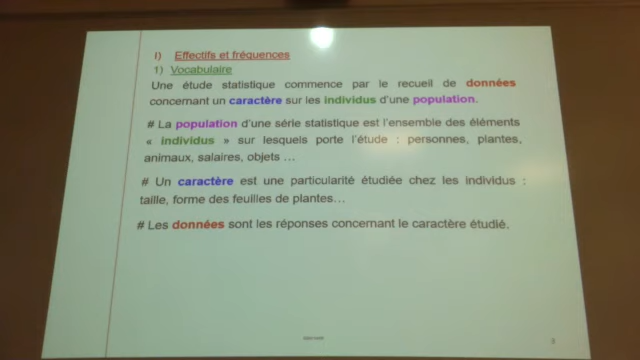 I) Effectifs et fréquences
1) Vocabulaire
Une étude statistique commence par le recueil de données
concernant un caractère sur les individus d'une population.
# La population d'une série statistique est l'ensemble des éléments
« individus » sur lesquels porte l'étude : personnes, plantes,
animaux, salaires, objets …
# Un caractère est une particularité étudiée chez les individus :
taille, forme des feuilles de plantes…
# Les données sont les réponses concernant le caractère étudié.